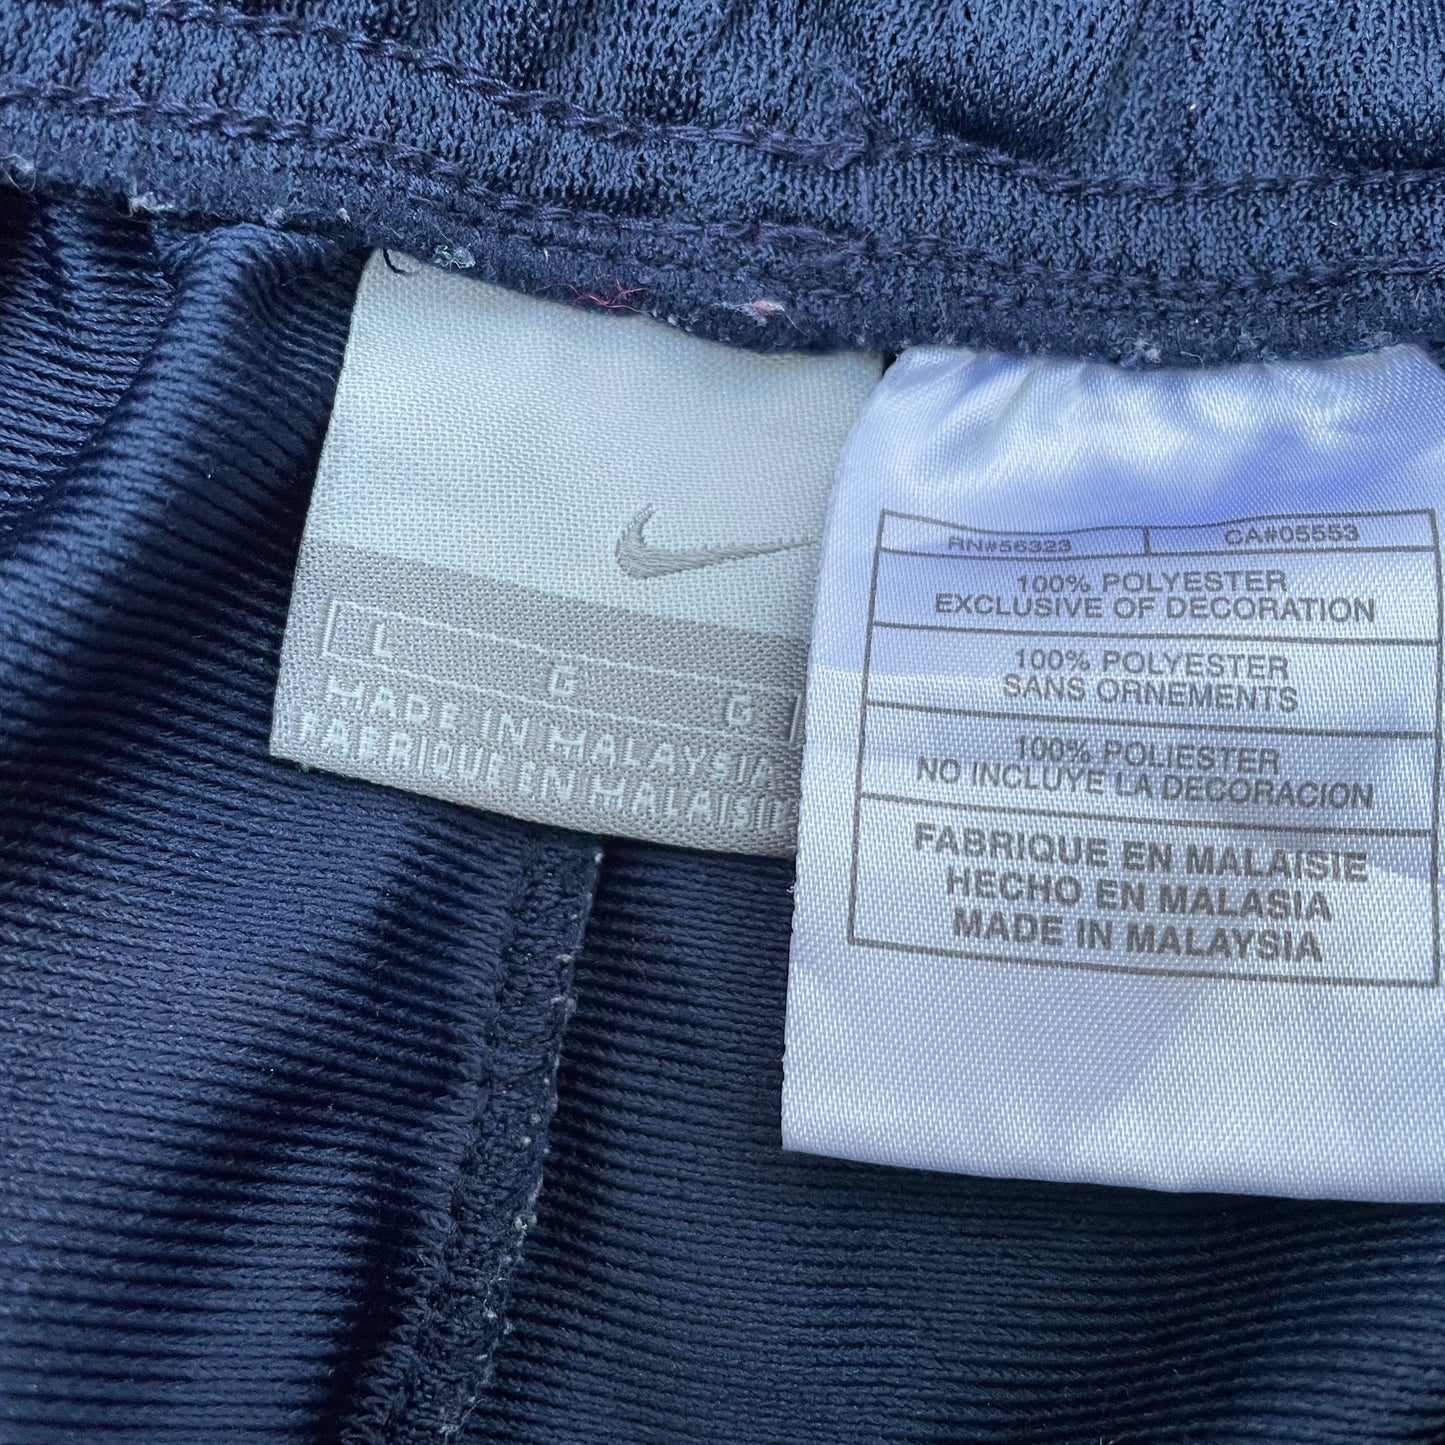 L G G
MADE IN MALAYSIA
FABRIQUE EN MALAISIE
RN#56323 CA#05553
100% POLYESTER
EXCLUSIVE OF DECORATION
100% POLYESTER
SANS ORNEMENTS
100% POLIESTER
NO INCLUYE LA DECORACION
FABRIQUE EN MALAISIE
HECHO EN MALASIA
MADE IN MALAYSIA